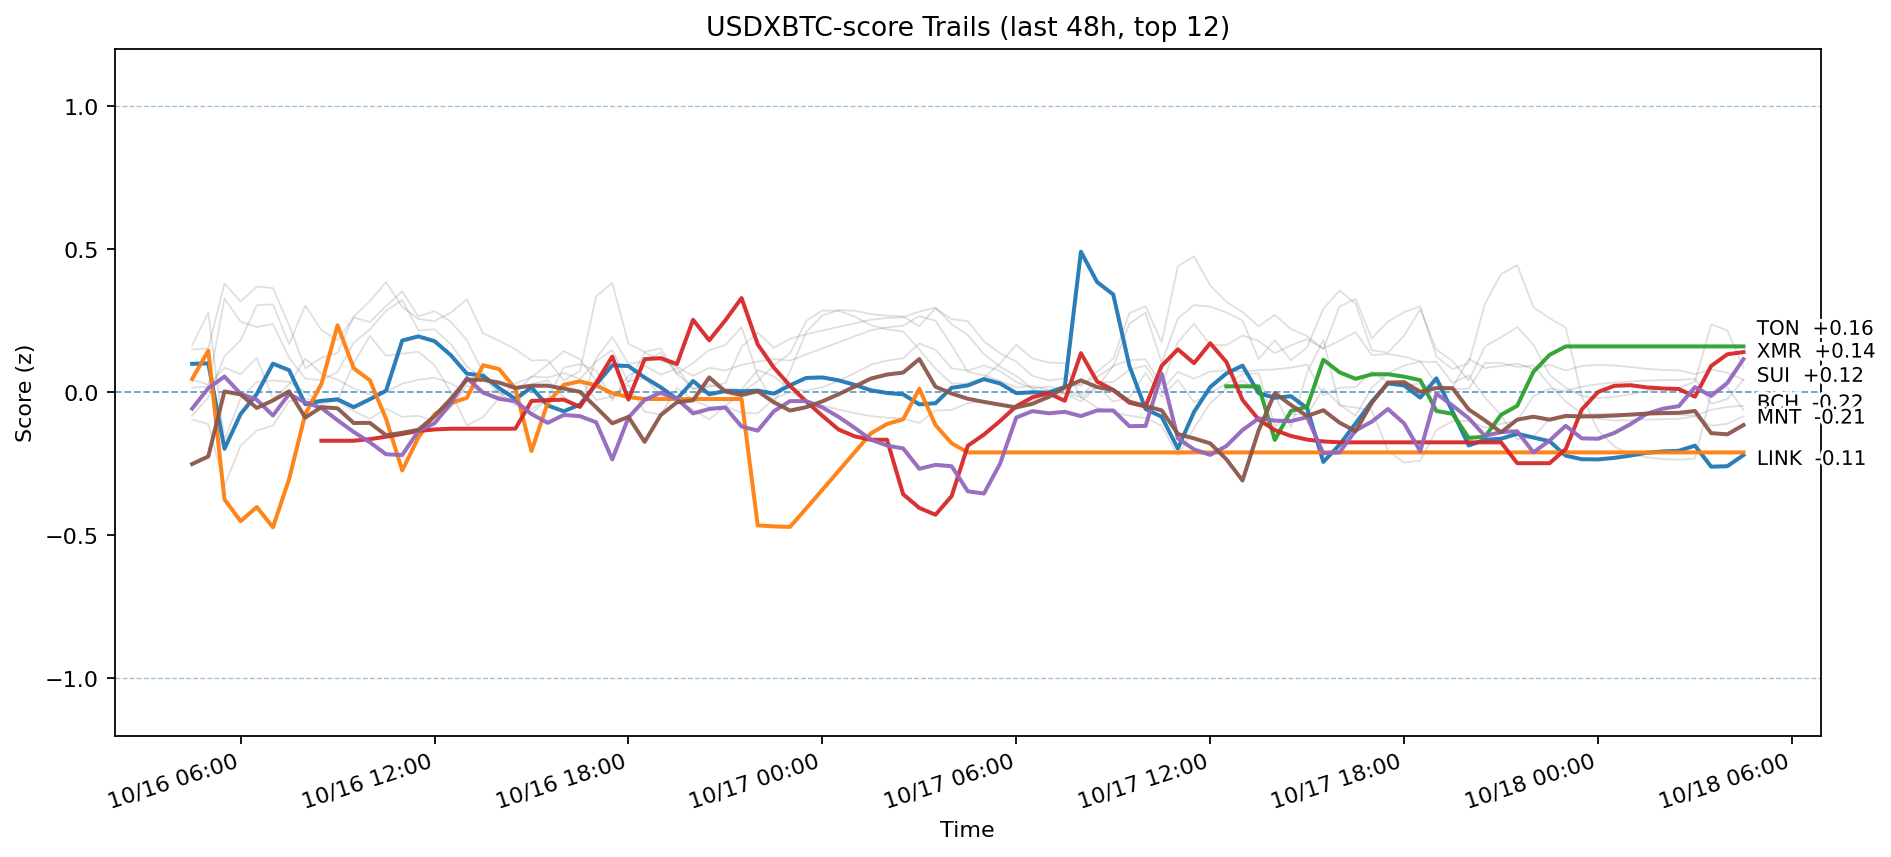 USDXBTC-score Trails (last 48h, top 12)
Score (z)
1.0
0.5
0.0
−0.5
−1.0
TON +0.16
XMR +0.14
SUI +0.12
BCH -0.22
MNT -0.21
LINK -0.11
10/16 06:00
10/16 12:00
10/16 18:00
10/17 00:00
10/17 06:00
10/17 12:00
10/17 18:00
10/18 00:00
10/18 06:00
Time